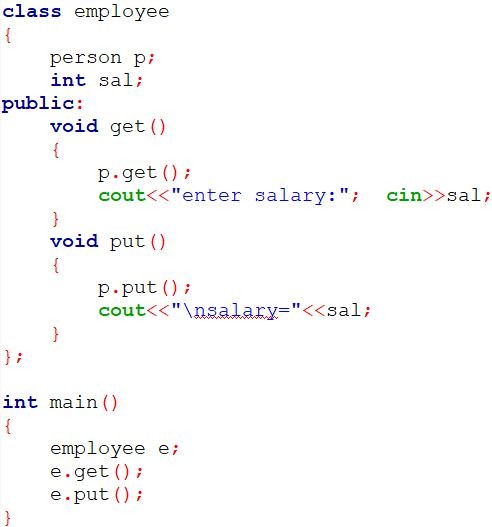 class employee
{
    person p;
    int sal;
public:
    void get()
    {
        p.get();
        cout<<"enter salary:";  cin>>sal;
    }
    void put()
    {
        p.put();
        cout<<"\nsalary="<<sal;
    }
};

int main()
{
    employee e;
    e.get();
    e.put();
}